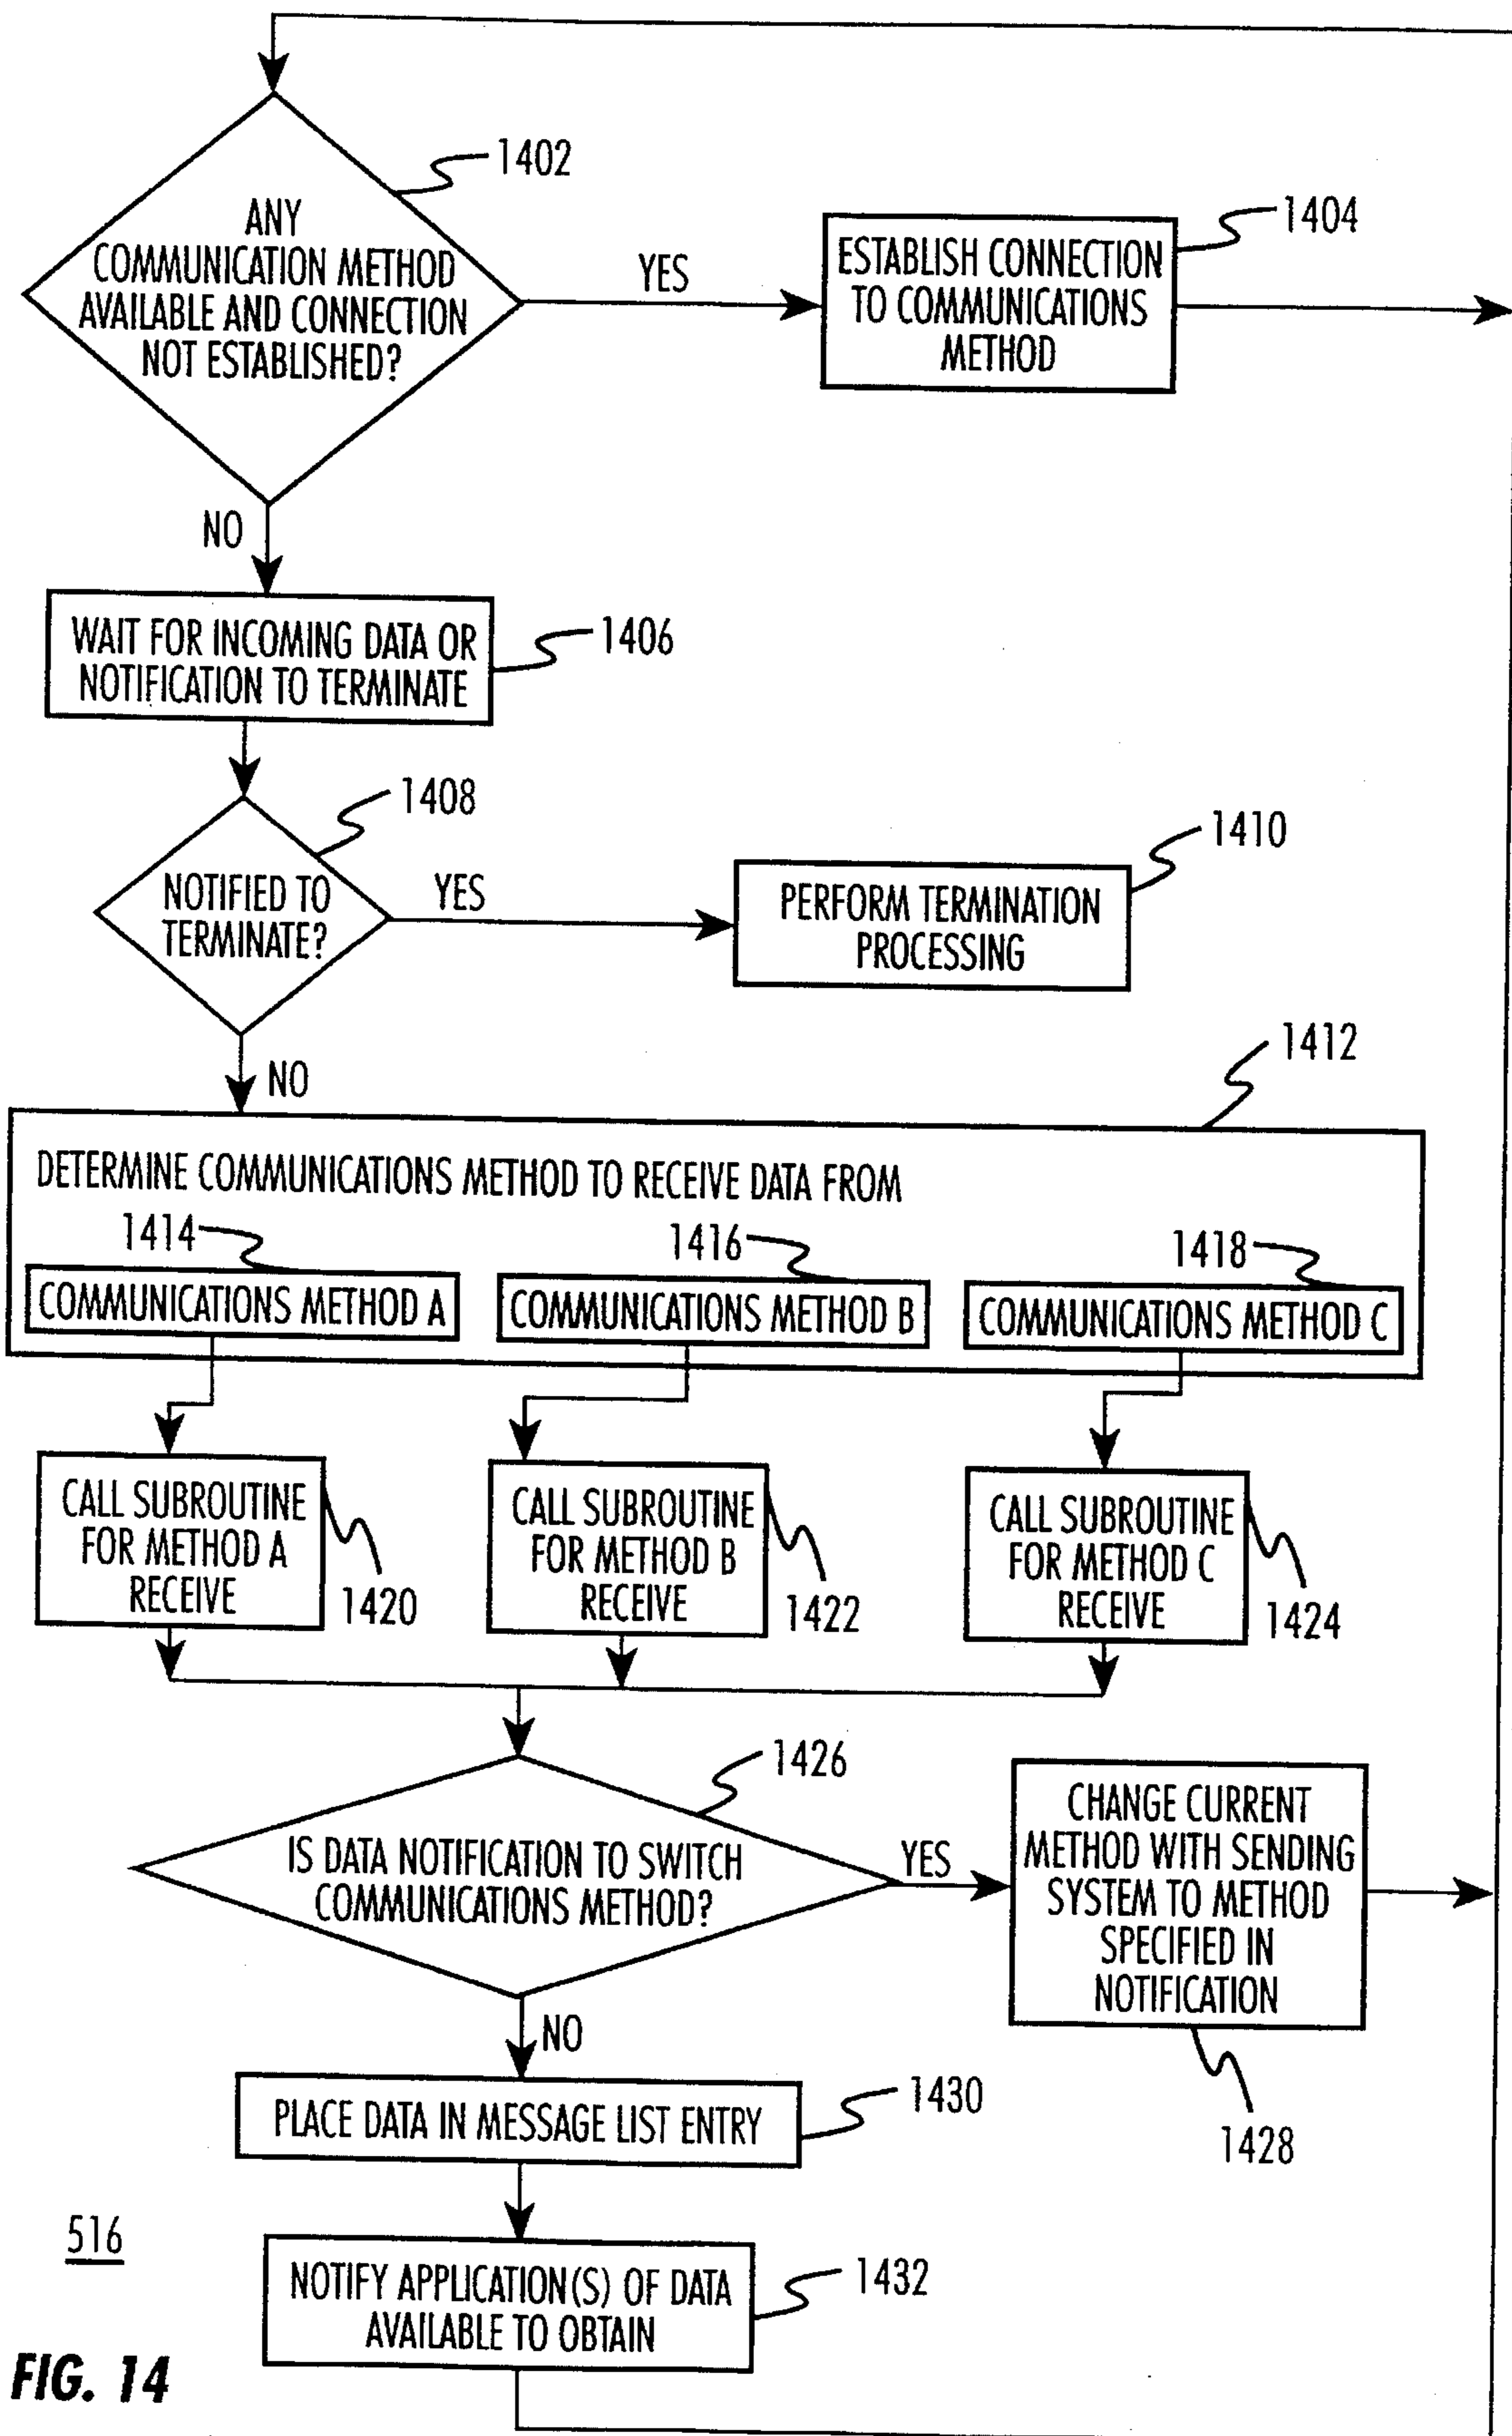 1402
ANY
COMMUNICATION METHOD
AVAILABLE AND CONNECTION
NOT ESTABLISHED?
YES
1404
ESTABLISH CONNECTION
TO COMMUNICATIONS
METHOD
NO
WAIT FOR INCOMING DATA OR
NOTIFICATION TO TERMINATE
1406
1408
NOTIFIED TO
TERMINATE?
YES
1410
PERFORM TERMINATION
PROCESSING
NO
1412
DETERMINE COMMUNICATIONS METHOD TO RECEIVE DATA FROM
1414
1416
1418
COMMUNICATIONS METHOD A
COMMUNICATIONS METHOD B
COMMUNICATIONS METHOD C
CALL SUBROUTINE
FOR METHOD A
RECEIVE
1420
CALL SUBROUTINE
FOR METHOD B
RECEIVE
1422
CALL SUBROUTINE
FOR METHOD C
RECEIVE
1424
1426
IS DATA NOTIFICATION TO SWITCH
COMMUNICATIONS METHOD?
YES
CHANGE CURRENT
METHOD WITH SENDING
SYSTEM TO METHOD
SPECIFIED IN
NOTIFICATION
1428
NO
PLACE DATA IN MESSAGE LIST ENTRY
1430
516
NOTIFY APPLICATION(S) OF DATA
AVAILABLE TO OBTAIN
1432
FIG. 14